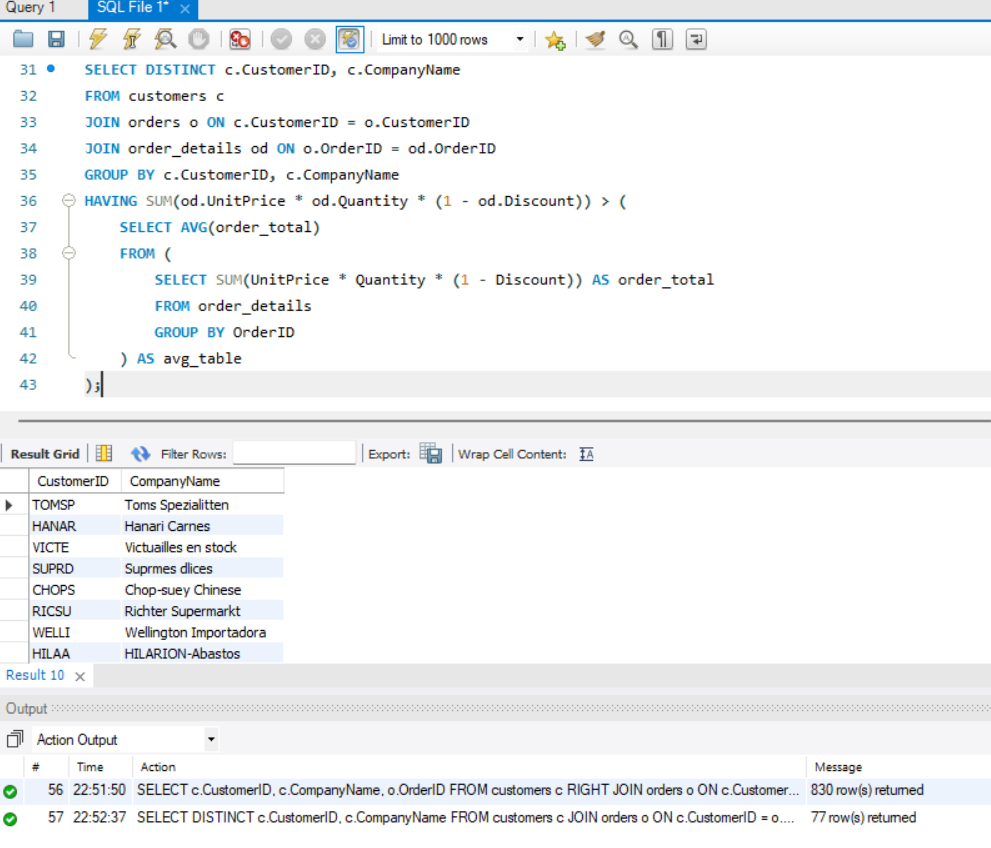 Query 1
SQL File 1*
Limit to 1000 rows
31 SELECT DISTINCT c.CustomerID, c.CompanyName
32 FROM customers c
33 JOIN orders o ON c.CustomerID = o.CustomerID
34 JOIN order_details od ON o.OrderID = od.OrderID
35 GROUP BY c.CustomerID, c.CompanyName
36 HAVING SUM(od.UnitPrice * od.Quantity * (1 - od.Discount)) > (
37 SELECT AVG(order_total)
38 FROM (
39 SELECT SUM(UnitPrice * Quantity * (1 - Discount)) AS order_total
40 FROM order_details
41 GROUP BY OrderID
42 ) AS avg_table
43 );
Result Grid Filter Rows: Export: Wrap Cell Content: IA
CustomerID CompanyName
TOMSP Toms Spezialitten
HANAR Hanari Carnes
VICTE Victuailles en stock
SUPRD Suprmes dlices
CHOPS Chop-suey Chinese
RICSU Richter Supermarkt
WELLI Wellington Importadora
HILAA HILARION-Abastos
Result 10
Output
Action Output
# Time Action Message
56 22:51:50 SELECT c.CustomerID, c.CompanyName, o.OrderID FROM customers c RIGHT JOIN orders o ON c.Customer... 830 row(s) returned
57 22:52:37 SELECT DISTINCT c.CustomerID, c.CompanyName FROM customers c JOIN orders o ON c.CustomerID = o.... 77 row(s) returned